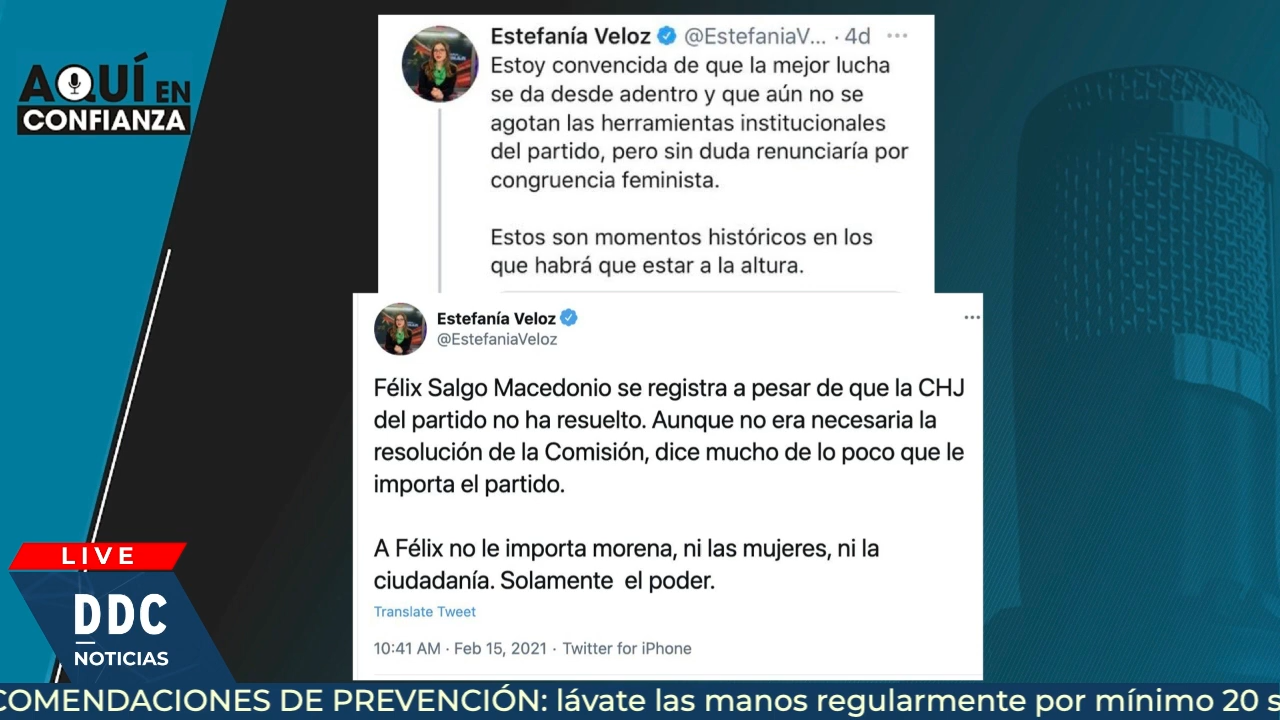 AQUÍ EN
CONFIANZA
Estefanía Veloz @EstefaniaV... · 4d ···
Estoy convencida de que la mejor lucha
se da desde adentro y que aún no se
agotan las herramientas institucionales
del partido, pero sin duda renunciaría por
congruencia feminista.
Estos son momentos históricos en los
que habrá que estar a la altura.
Estefanía Veloz ···
@EstefaniaVeloz
Félix Salgo Macedonio se registra a pesar de que la CHJ
del partido no ha resuelto. Aunque no era necesaria la
resolución de la Comisión, dice mucho de lo poco que le
importa el partido.
A Félix no le importa morena, ni las mujeres, ni la
ciudadanía. Solamente el poder.
Translate Tweet
10:41 AM · Feb 15, 2021 · Twitter for iPhone
LIVE
DDC
NOTICIAS
COMENDACIONES DE PREVENCIÓN: lávate las manos regularmente por mínimo 20 s